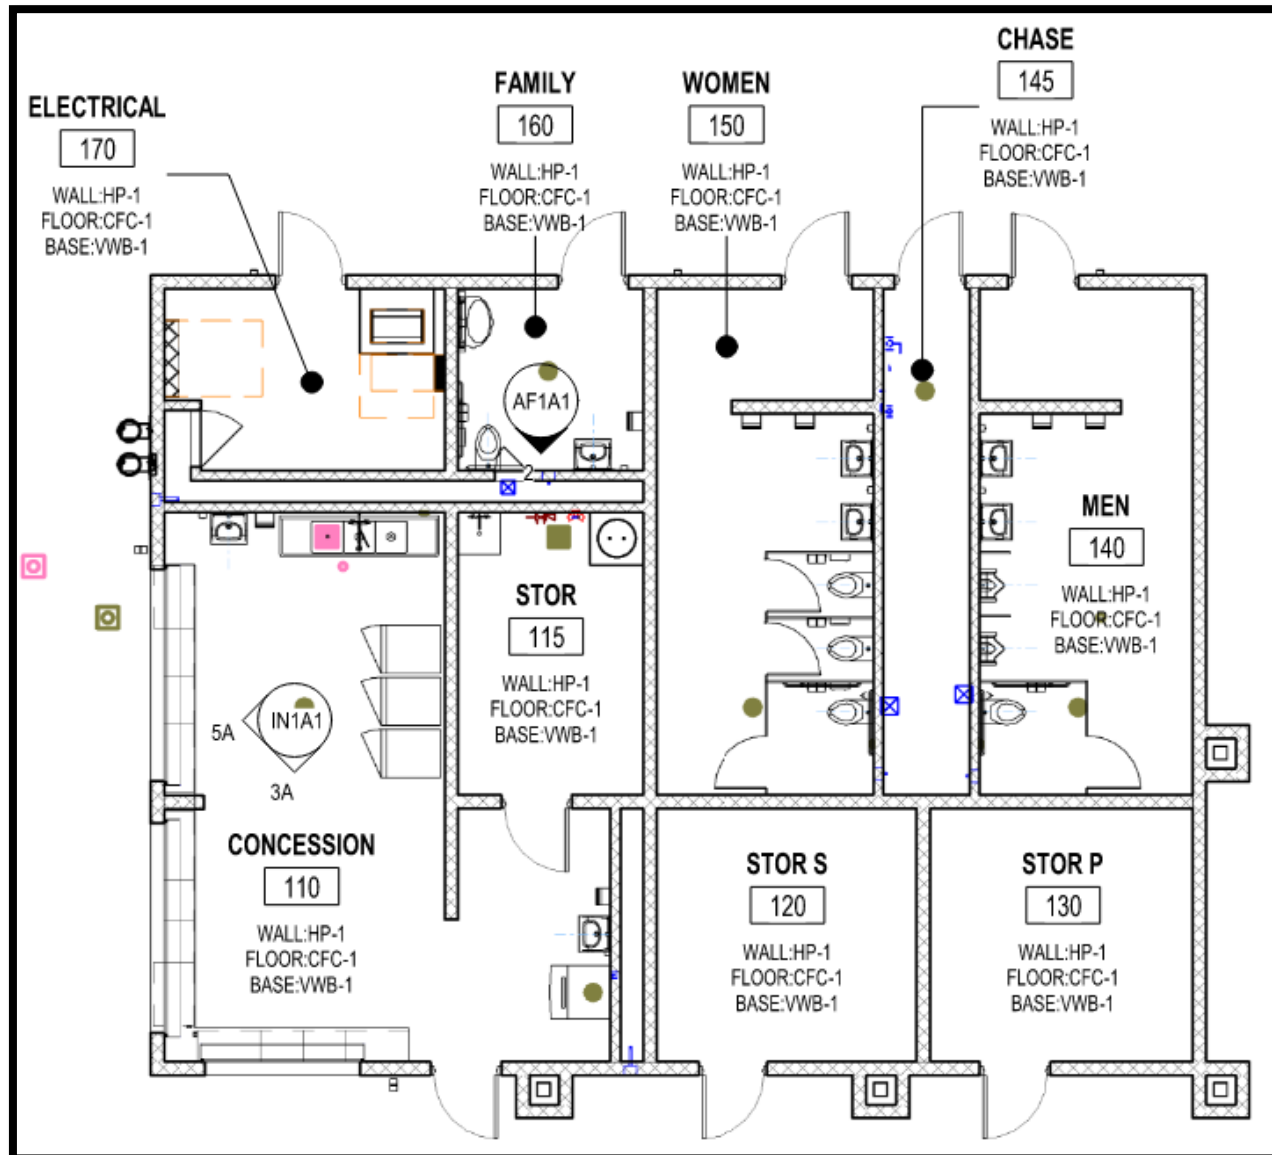 CHASE
145
WALL:HP-1
FLOOR:CFC-1
BASE:VWB-1
FAMILY
160
WALL:HP-1
FLOOR:CFC-1
BASE:VWB-1
WOMEN
150
WALL:HP-1
FLOOR:CFC-1
BASE:VWB-1
ELECTRICAL
170
WALL:HP-1
FLOOR:CFC-1
BASE:VWB-1
AF1A1
2
MEN
140
WALL:HP-1
FLOOR:CFC-1
BASE:VWB-1
STOR
115
WALL:HP-1
FLOOR:CFC-1
BASE:VWB-1
IN1A1
5A
3A
CONCESSION
110
WALL:HP-1
FLOOR:CFC-1
BASE:VWB-1
STOR S
120
WALL:HP-1
FLOOR:CFC-1
BASE:VWB-1
STOR P
130
WALL:HP-1
FLOOR:CFC-1
BASE:VWB-1